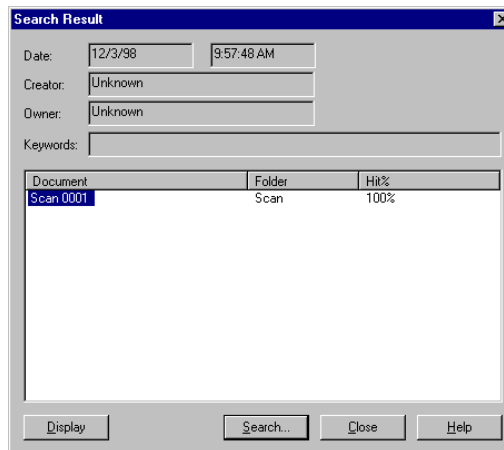 Search Result
Date: 12/3/98 9:57:48 AM
Creator: Unknown
Owner: Unknown
Keywords:
Document Folder Hit%
Scan 0001 Scan 100%
Display Search... Close Help